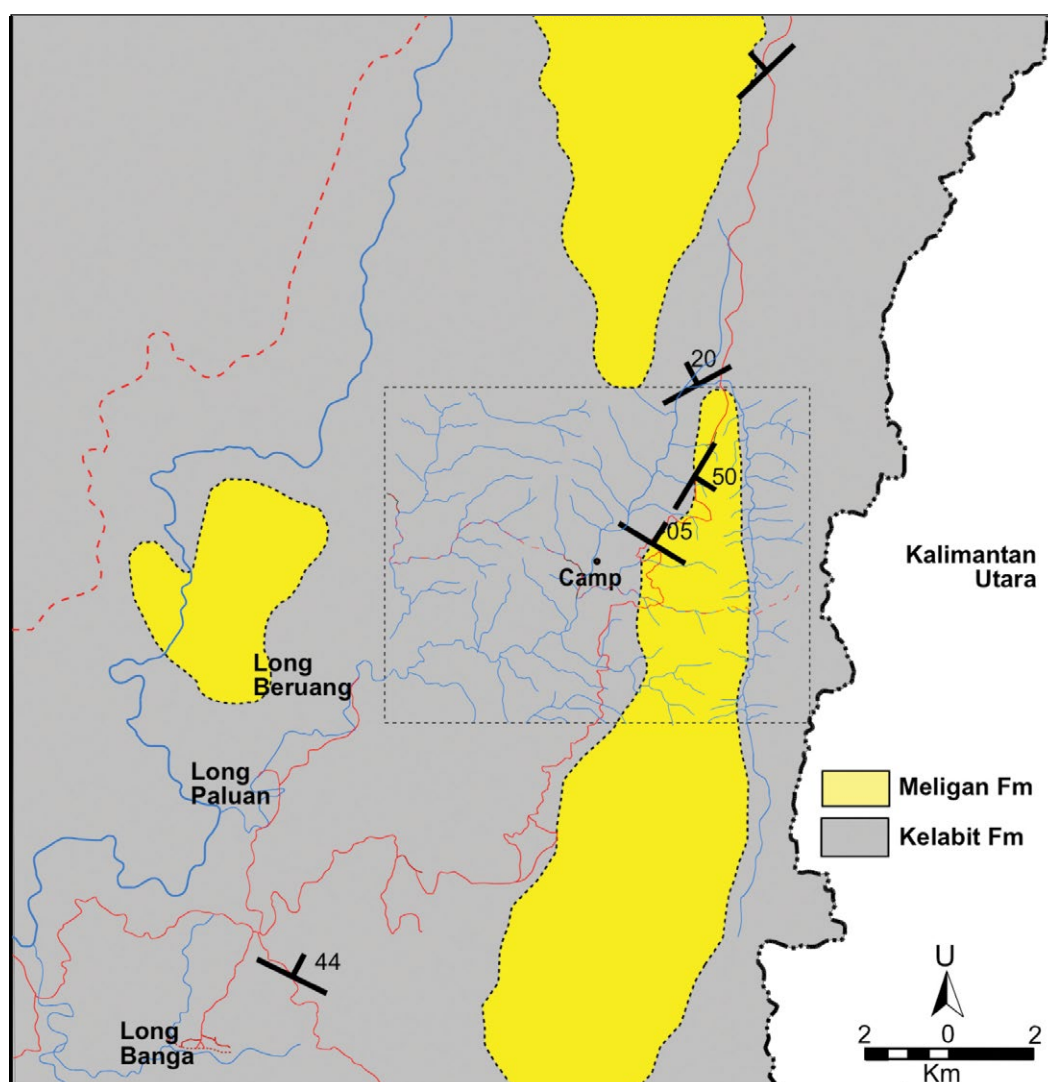 20
50
05
Camp
Kalimantan
Utara
Long
Beruang
Long
Paluan
Meligan Fm
Kelabit Fm
44
Long
Banga
U
2 0 2
Km